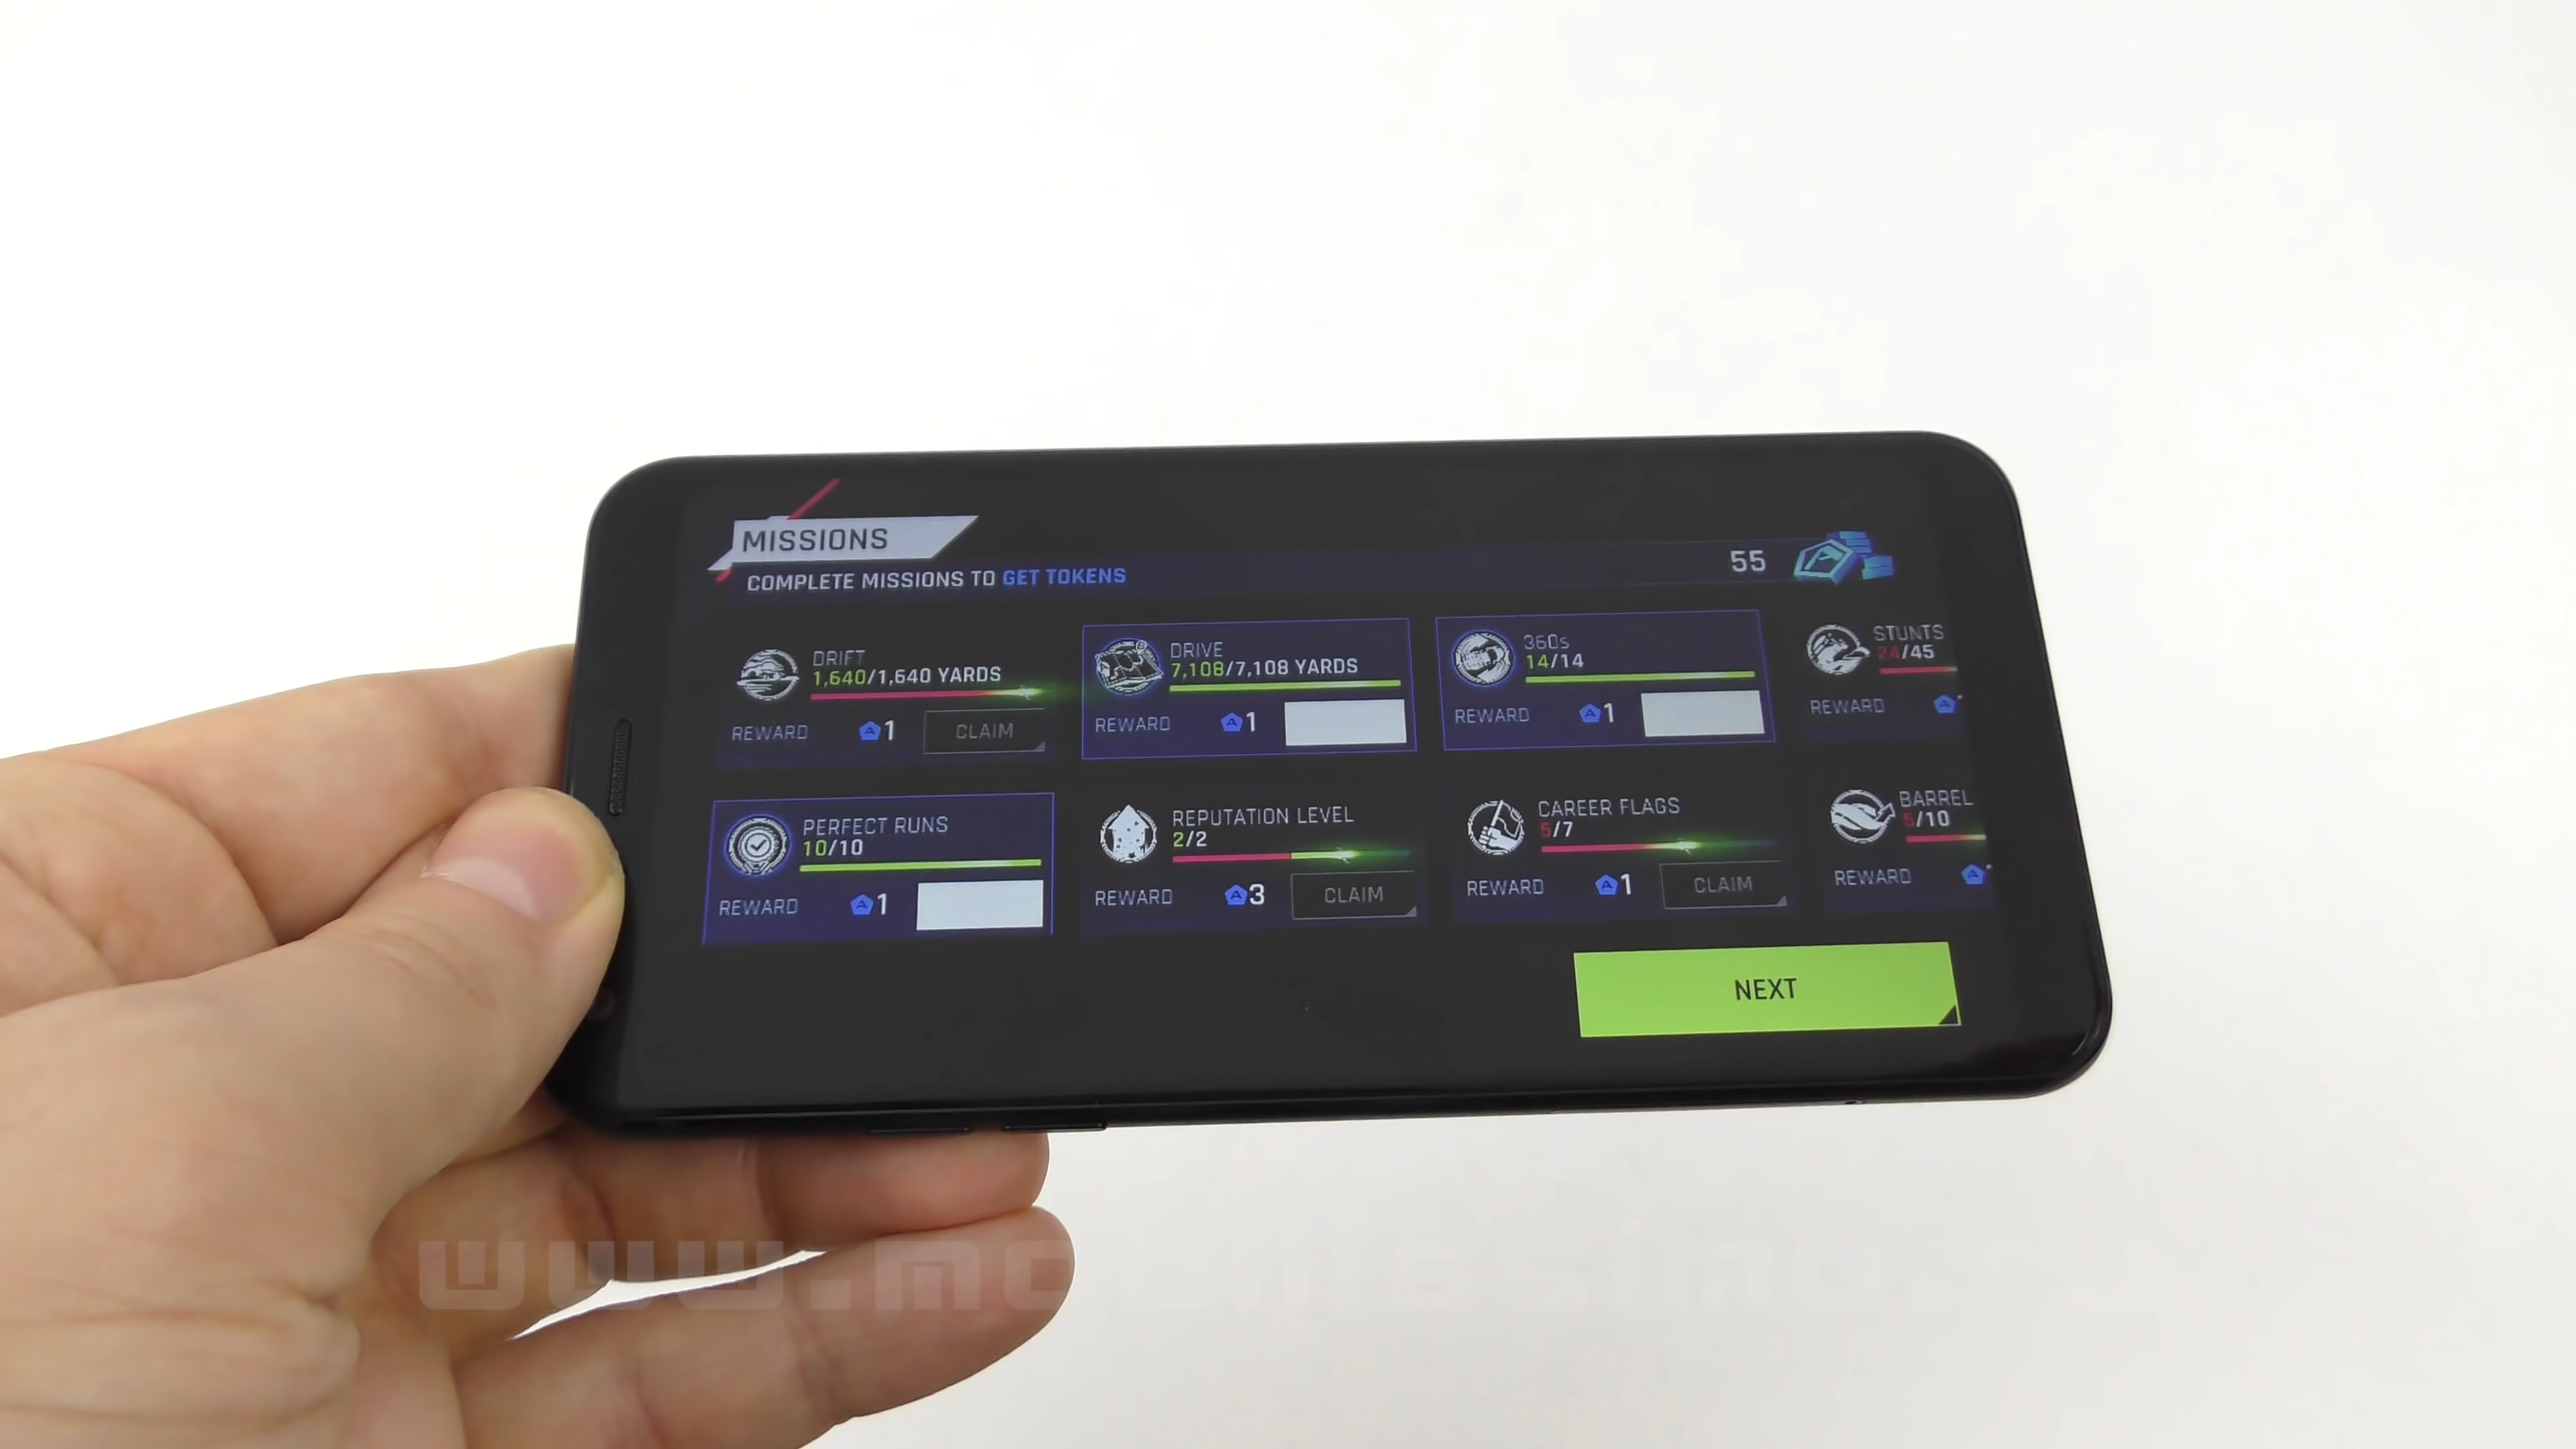 MISSIONS
COMPLETE MISSIONS TO GET TOKENS
55
DRIFT
1,640/1,640 YARDS
REWARD 1 CLAIM
DRIVE
7,108/7,108 YARDS
REWARD 1
360s
14/14
REWARD 1
STUNTS
24/45
REWARD
PERFECT RUNS
10/10
REWARD 1
REPUTATION LEVEL
2/2
REWARD 3 CLAIM
CAREER FLAGS
5/7
REWARD 1 CLAIM
BARREL
5/10
REWARD
NEXT